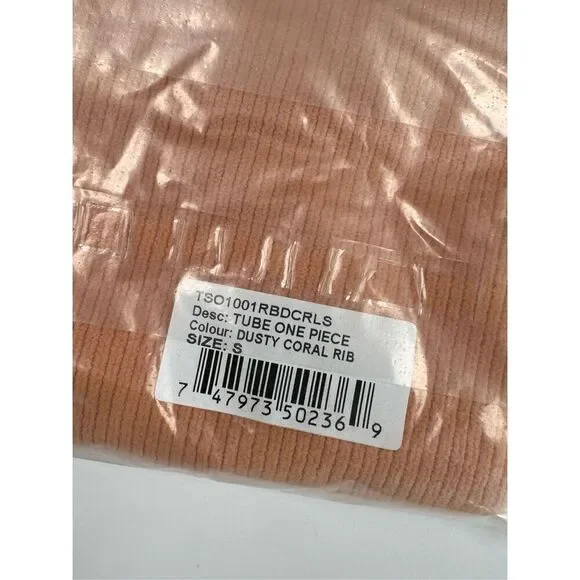 TSO1001RBDCRLS
Desc: TUBE ONE PIECE
Colour: DUSTY CORAL RIB
SIZE: S
7 47973 50236 9